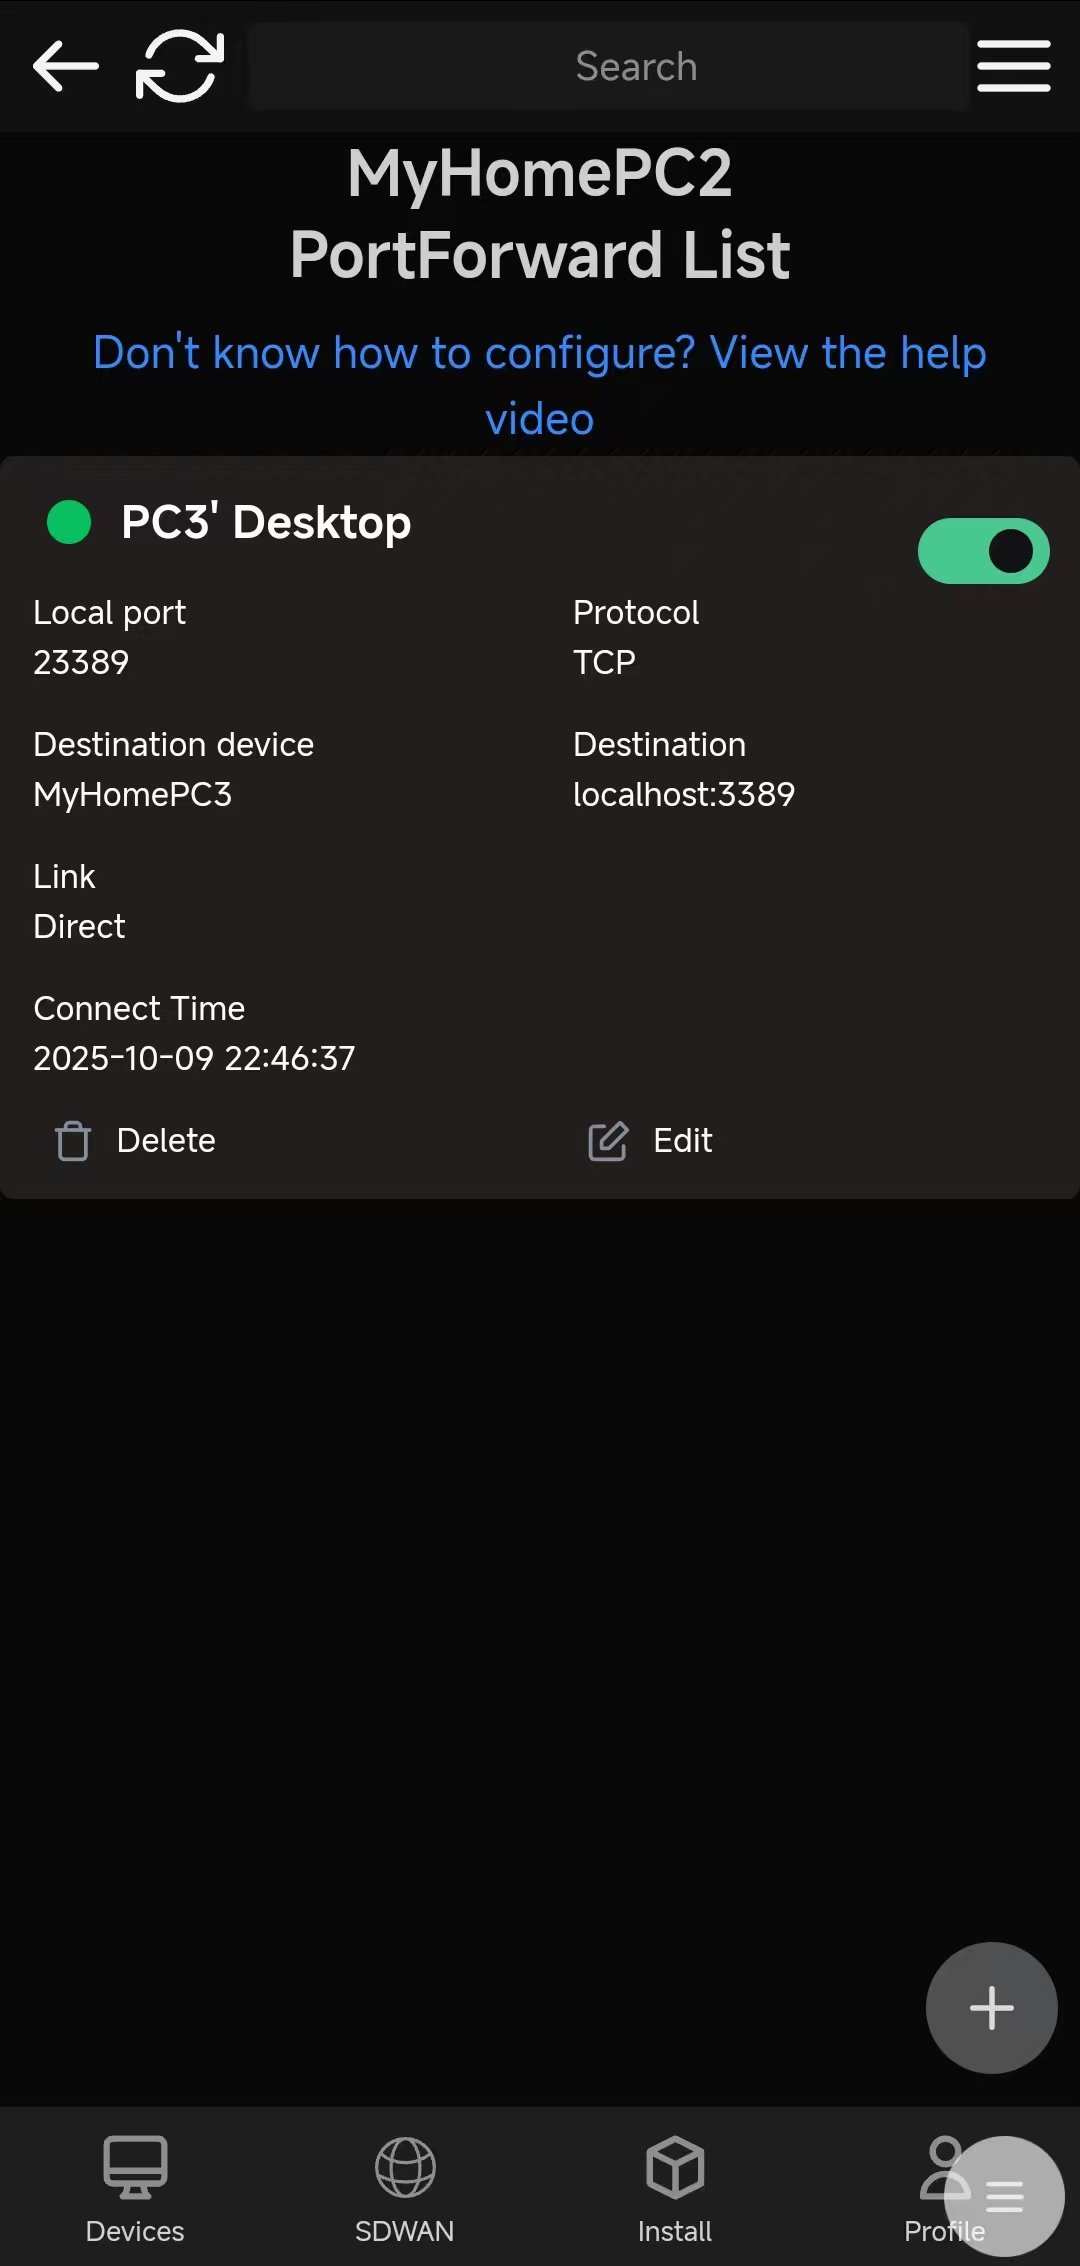 Search
MyHomePC2
PortForward List
Don't know how to configure? View the help
video
PC3' Desktop
Local port
23389
Protocol
TCP
Destination device
MyHomePC3
Destination
localhost:3389
Link
Direct
Connect Time
2025-10-09 22:46:37
Delete
Edit
Devices
SDWAN
Install
Profile